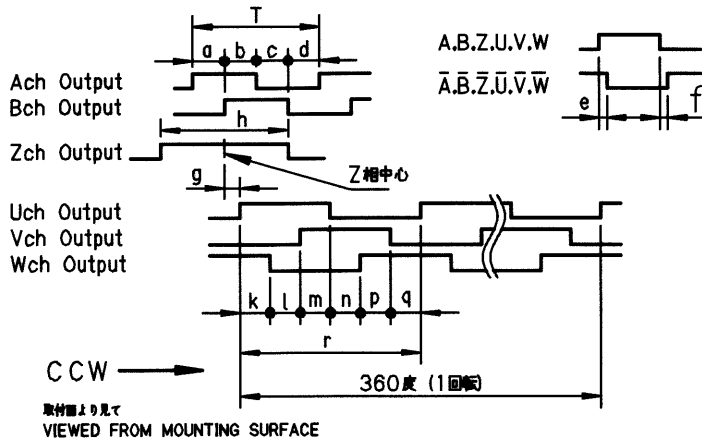 T
a b c d
A.B.Z.U.V.W
Ach Output
A̅.B̅.Z̅.U̅.V̅.W̅
Bch Output
e f
h
Zch Output
g
Z相中心
Uch Output
Vch Output
Wch Output
k l m n p q
r
CCW
360度 (1回転)
取付面より見て
VIEWED FROM MOUNTING SURFACE